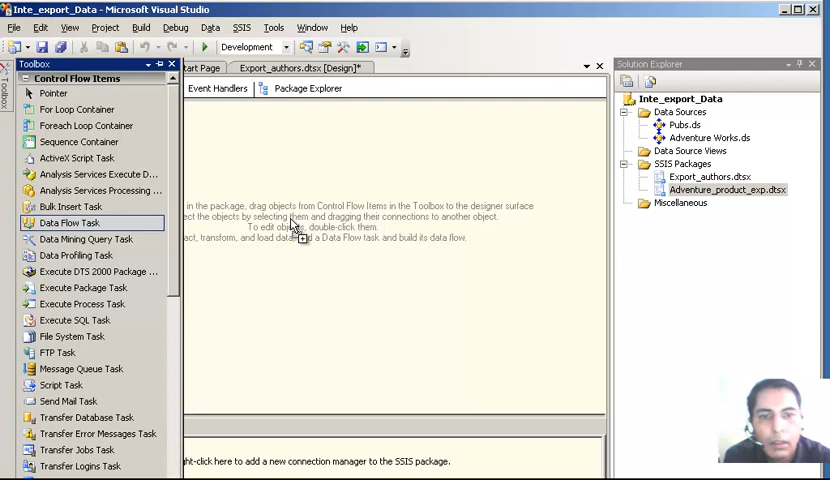 Inte_export_Data - Microsoft Visual Studio
File Edit View Project Build Debug Data SSIS Tools Window Help
Development
Toolbox
tart Page Export_authors.dtsx [Design]*
Solution Explorer
Toolbox
Control Flow Items
Event Handlers Package Explorer
Pointer
For Loop Container
Foreach Loop Container
Sequence Container
ActiveX Script Task
Analysis Services Execute D...
Analysis Services Processing ...
Bulk Insert Task
Data Flow Task
Data Mining Query Task
Data Profiling Task
Execute DTS 2000 Package ...
Execute Package Task
Execute Process Task
Execute SQL Task
File System Task
FTP Task
Message Queue Task
Script Task
Send Mail Task
Transfer Database Task
Transfer Error Messages Task
Transfer Jobs Task
Transfer Logins Task
in the package, drag objects from Control Flow Items in the Toolbox to the designer surface
ect the objects by selecting them and dragging their connections to another object.
To edit objects, double-click them.
act, transform, and load data, add a Data Flow task and build its data flow.
ght-click here to add a new connection manager to the SSIS package.
Inte_export_Data
Data Sources
Pubs.ds
Adventure Works.ds
Data Source Views
SSIS Packages
Export_authors.dtsx
Adventure_product_exp.dtsx
Miscellaneous